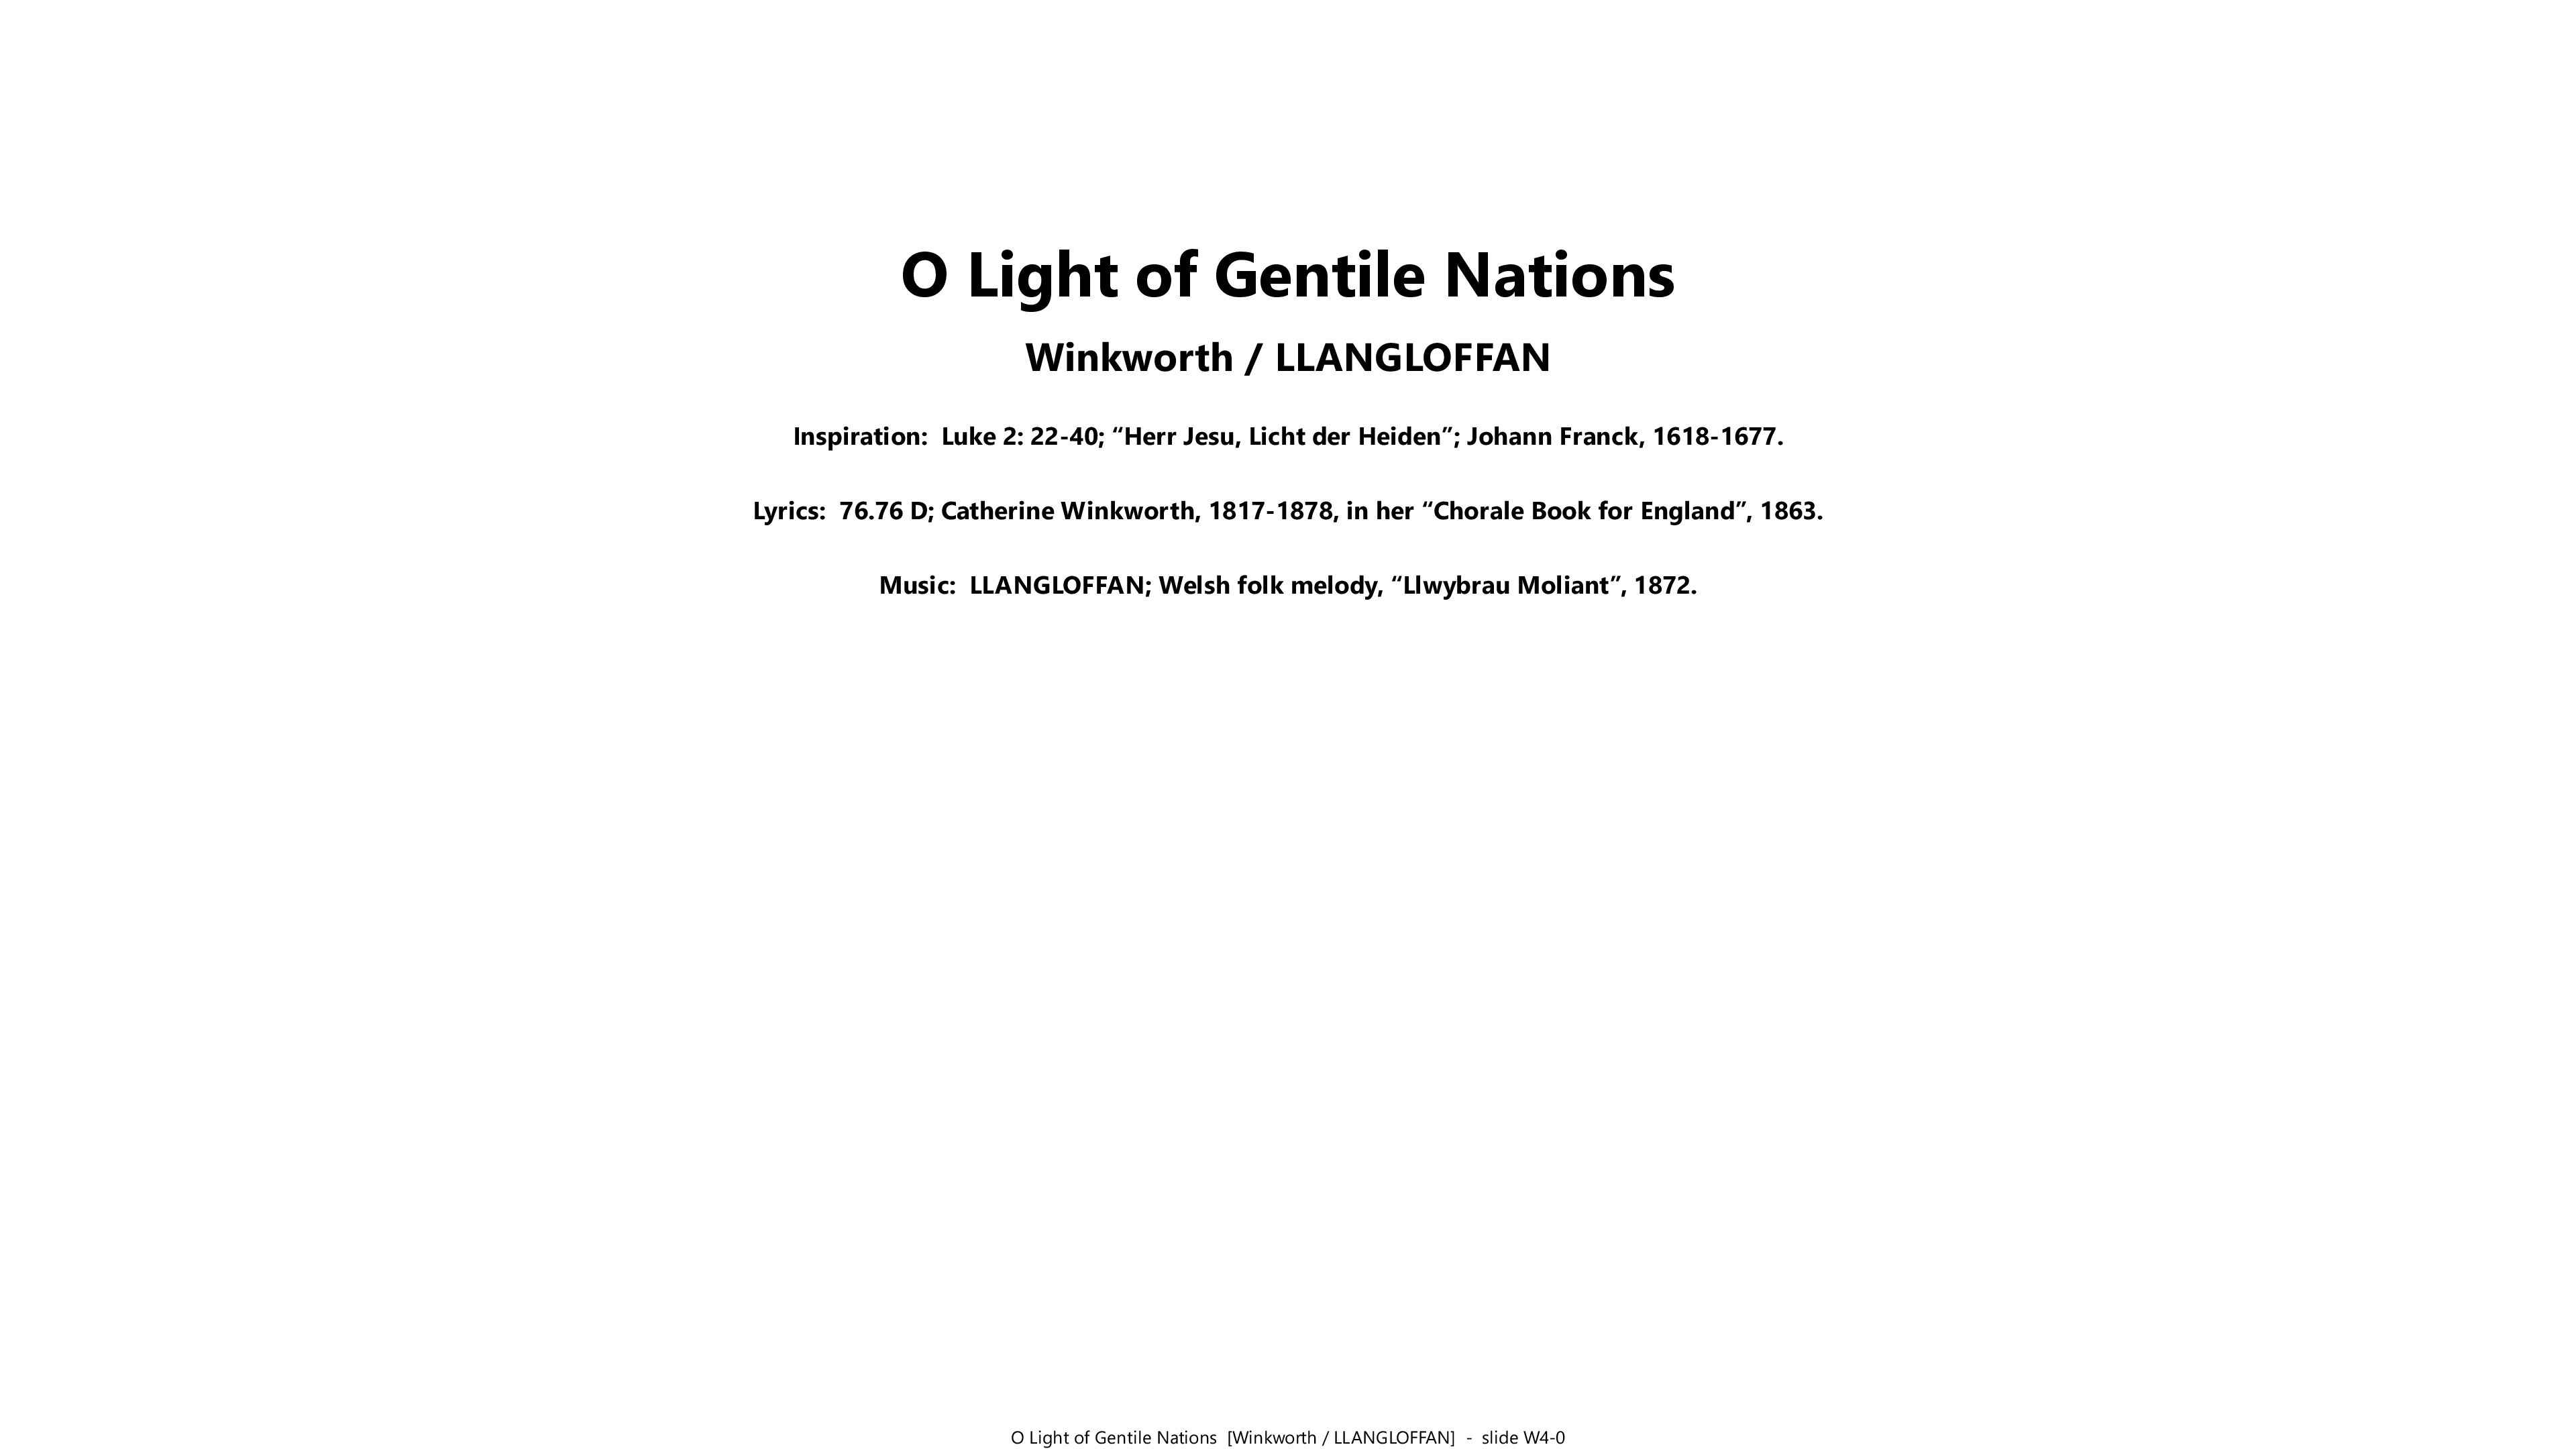 O Light of Gentile Nations
Winkworth / LLANGLOFFAN
Inspiration:  Luke 2: 22-40; “Herr Jesu, Licht der Heiden”; Johann Franck, 1618-1677.
Lyrics:  76.76 D; Catherine Winkworth, 1817-1878, in her “Chorale Book for England”, 1863.
Music:  LLANGLOFFAN; Welsh folk melody, “Llwybrau Moliant”, 1872.
O Light of Gentile Nations  [Winkworth / LLANGLOFFAN]  -  slide W4-0